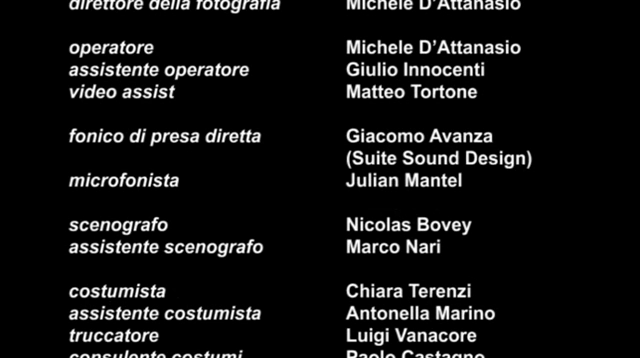 direttore della fotografia Michele D'Attanasio
operatore Michele D'Attanasio
assistente operatore Giulio Innocenti
video assist Matteo Tortone
fonico di presa diretta Giacomo Avanza
(Suite Sound Design)
microfonista Julian Mantel
scenografo Nicolas Bovey
assistente scenografo Marco Nari
costumista Chiara Terenzi
assistente costumista Antonella Marino
truccatore Luigi Vanacore
consulente costumi Paolo Castagno